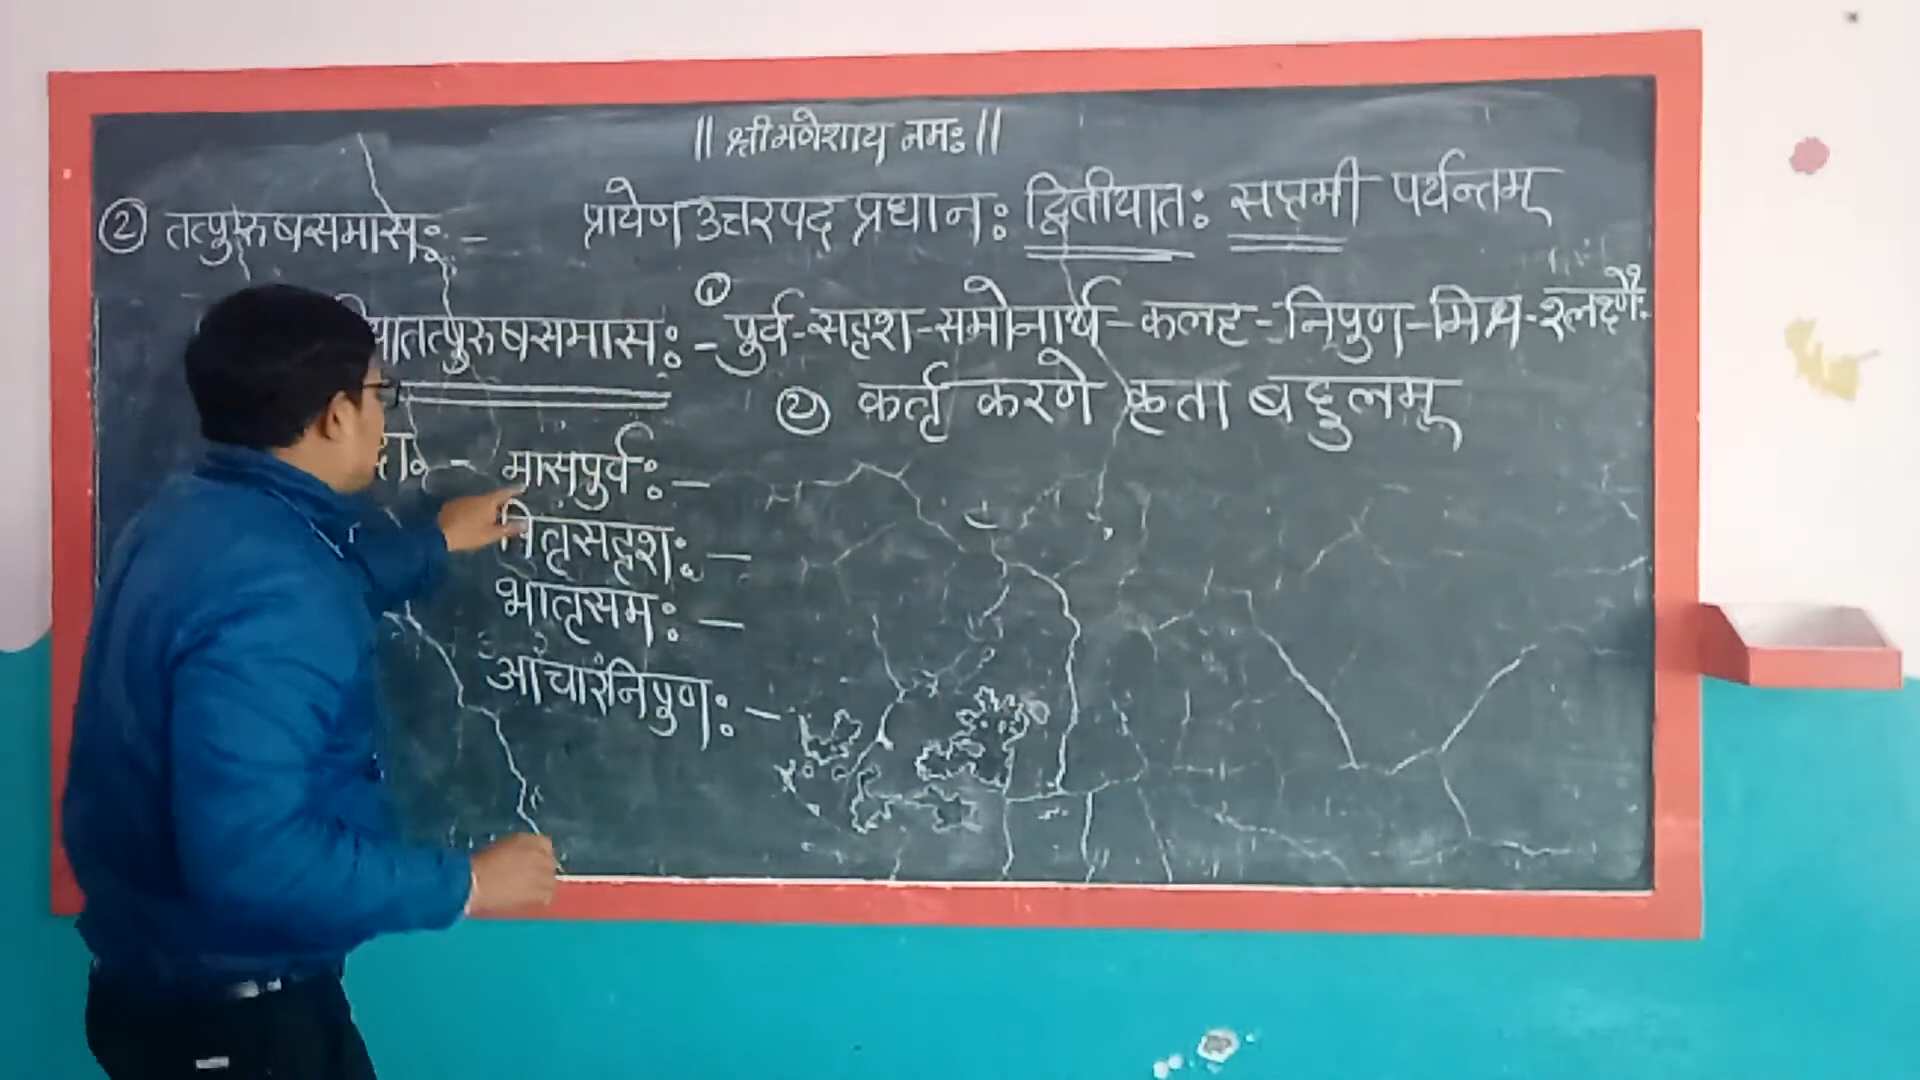 || श्री गणेशाय नमः ||
② तत्पुरुषसमासः - प्रायेण उत्तरपद प्रधानः द्वितीयातः सप्तमी पर्यन्तम्
यातत्पुरुषसमासः - ① पुर्व-सदृश-समोनार्थ-कलह-निपुण-मिश्र-श्लक्ष्णैः
② कर्तृ करणे कृता बहुलम्
मासपुर्वः -
पितृसदृशः -
भातृसमः -
आचारनिपुणः -